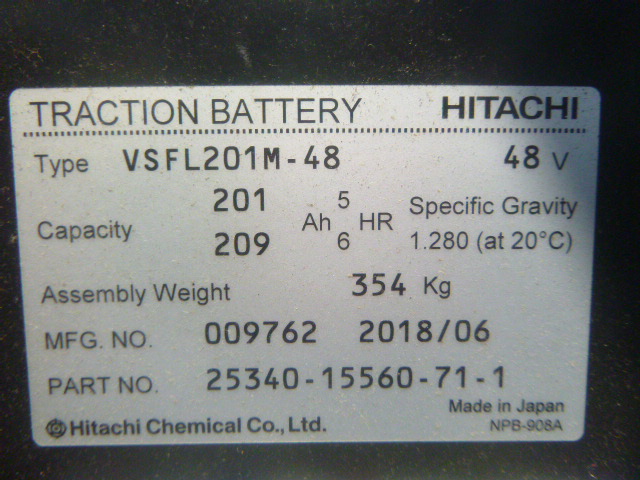 TRACTION BATTERY HITACHI
Type VSFL201M-48 48 V
Capacity 201 Ah 5 HR Specific Gravity
209 6 1.280 (at 20°C)
Assembly Weight 354 Kg
MFG. NO. 009762 2018/06
PART NO. 25340-15560-71-1
Made in Japan
Hitachi Chemical Co., Ltd. NPB-908A